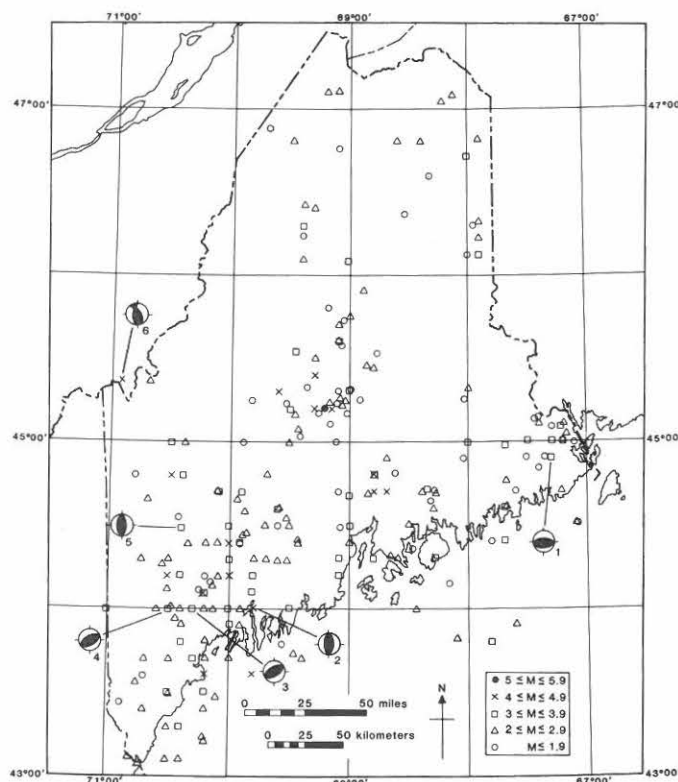 71°00' 69°00' 67°00'
47°00' 47°00'
6
45°00' 45°00'
5
1
4
3
2
0 50 miles
0 50 kilometers
N
● 5 ≤ M ≤ 5.9
× 4 ≤ M ≤ 4.9
□ 3 ≤ M ≤ 3.9
△ 2 ≤ M ≤ 2.9
○ M ≤ 1.9
43°00' 43°00'
71°00' 67°00'